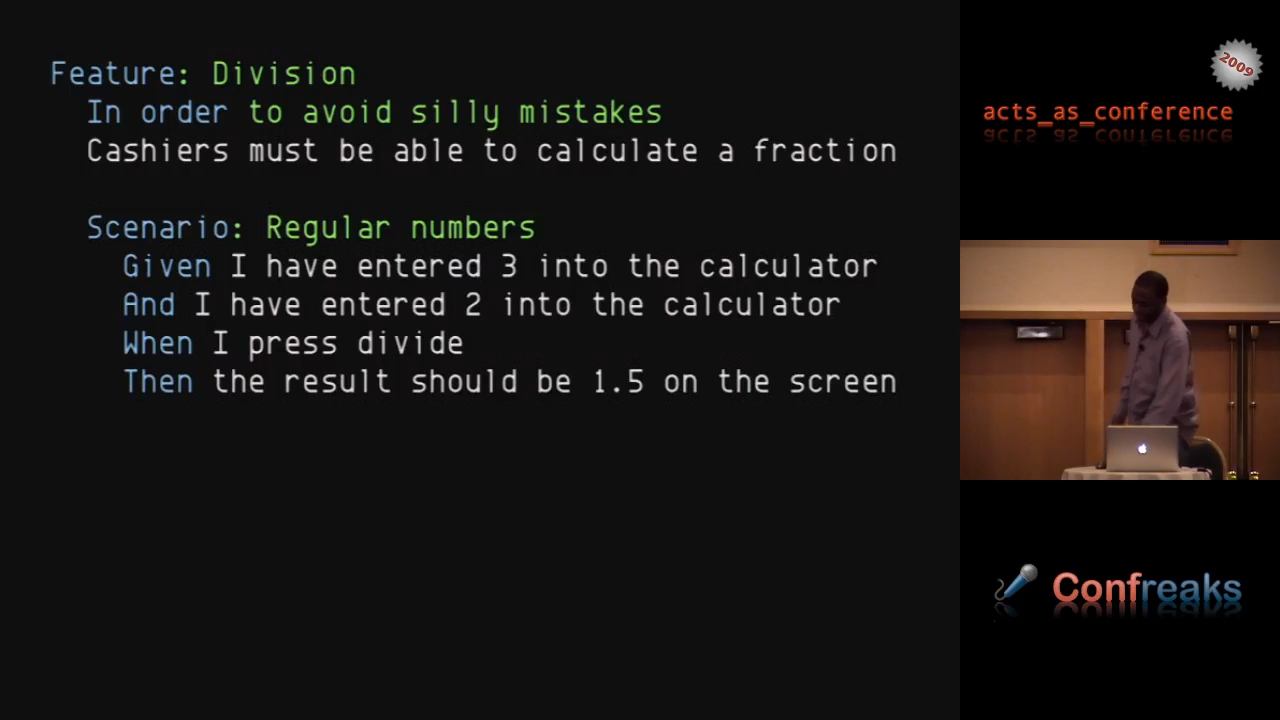 Feature: Division
In order to avoid silly mistakes
Cashiers must be able to calculate a fraction
Scenario: Regular numbers
Given I have entered 3 into the calculator
And I have entered 2 into the calculator
When I press divide
Then the result should be 1.5 on the screen
2009
acts_as_conference
Confreaks